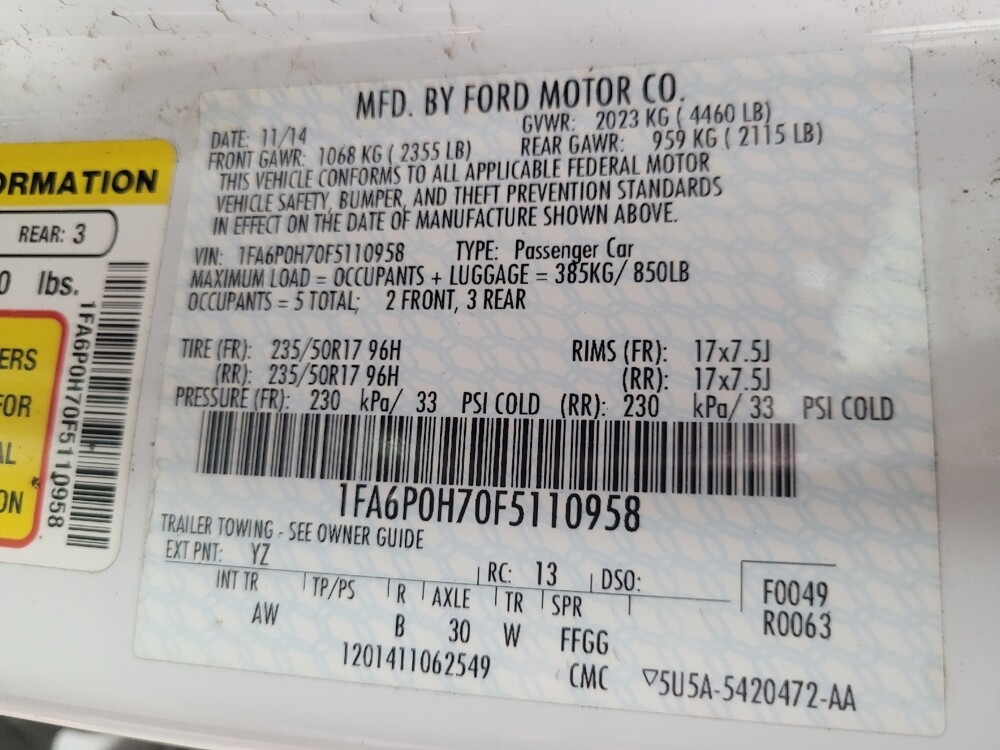 MFD. BY FORD MOTOR CO.
DATE: 11/14 GVWR: 2023 KG ( 4460 LB)
FRONT GAWR: 1068 KG ( 2355 LB) REAR GAWR: 959 KG ( 2115 LB)
THIS VEHICLE CONFORMS TO ALL APPLICABLE FEDERAL MOTOR
VEHICLE SAFETY, BUMPER, AND THEFT PREVENTION STANDARDS
IN EFFECT ON THE DATE OF MANUFACTURE SHOWN ABOVE.
VIN: 1FA6P0H70F5110958 TYPE: Passenger Car
MAXIMUM LOAD = OCCUPANTS + LUGGAGE = 385KG/ 850LB
OCCUPANTS = 5 TOTAL; 2 FRONT, 3 REAR
TIRE (FR): 235/50R17 96H RIMS (FR): 17x7.5J
(RR): 235/50R17 96H (RR): 17x7.5J
PRESSURE (FR): 230 kPa/ 33 PSI COLD (RR): 230 kPa/ 33 PSI COLD
1FA6P0H70F5110958
TRAILER TOWING - SEE OWNER GUIDE
EXT PNT: YZ RC: 13 DSO:
INT TR TP/PS R AXLE TR SPR F0049
AW B 30 W FFGG R0063
1201411062549 CMC ▽5U5A-5420472-AA
ORMATION
REAR: 3
0 lbs.
ERS
FOR
AL
ON
1FA6P0H70F5110958